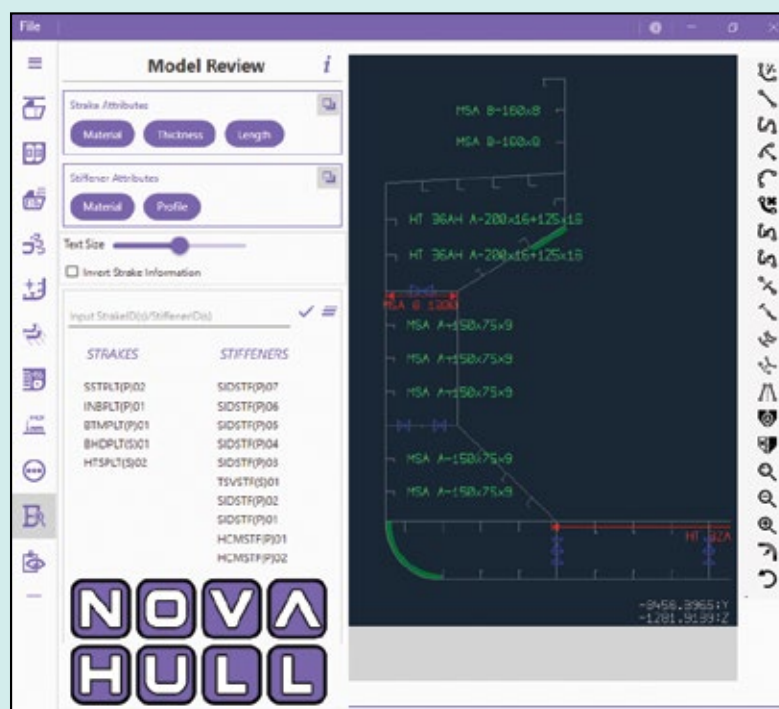 File
Model Review i
Strake Attributes
Material Thickness Length
Stiffener Attributes
Material Profile
Text Size
Invert Strake Information
Input StrakeID(s)/StiffenerID(s)
STRAKES STIFFENERS
SSTPLT(P)02 SIDSTF(P)07
INBPLT(P)01 SIDSTF(P)06
BTMPLT(P)01 SIDSTF(P)05
BHDPLT(S)01 SIDSTF(P)04
HTSPLT(S)02 SIDSTF(P)03
TSVSTF(S)01
SIDSTF(P)02
SIDSTF(P)01
HCMSTF(P)01
HCMSTF(P)02
NOVA
HULL
MSA B-160x8
MSA B-160x8
HT 36AH A-200x16+125x16
HT 36AH A-200x16+125x16
MSA A-150x75x9
MSA A-150x75x9
MSA A-150x75x9
MSA A-150x75x9
MSA A-150x75x9
-8456.3965:Y
-1281.9139:Z